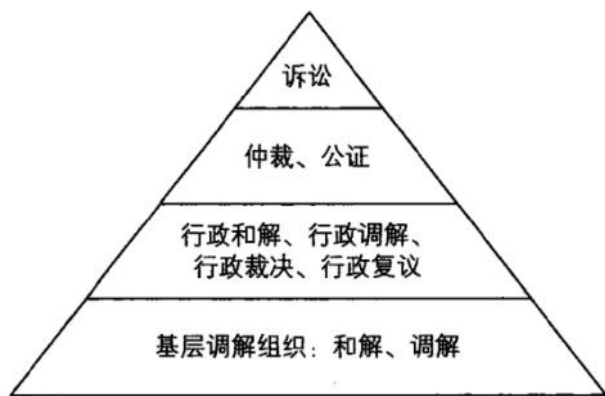 诉讼
仲裁、公证
行政和解、行政调解、
行政裁决、行政复议
基层调解组织：和解、调解